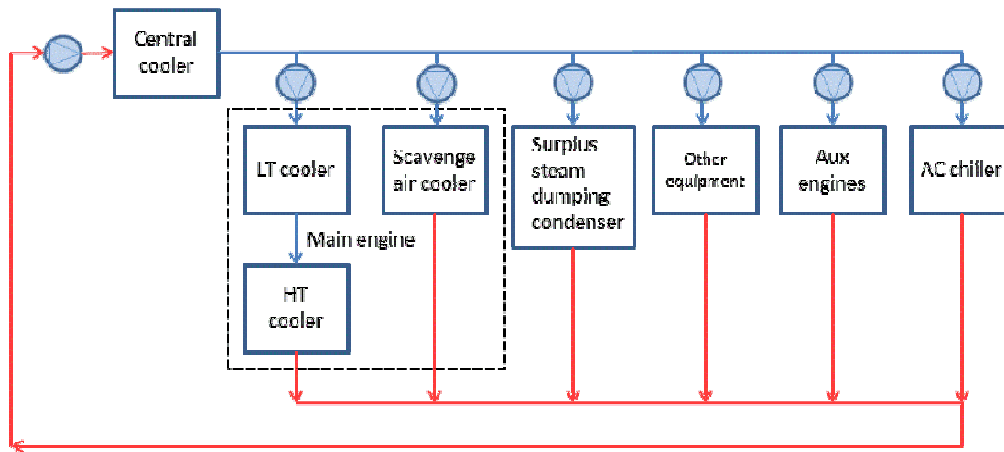 Central
cooler
LT cooler
Scavenge
air cooler
Surplus
steam
dumping
condenser
Other
equipment
Aux
engines
AC chiller
Main engine
HT
cooler